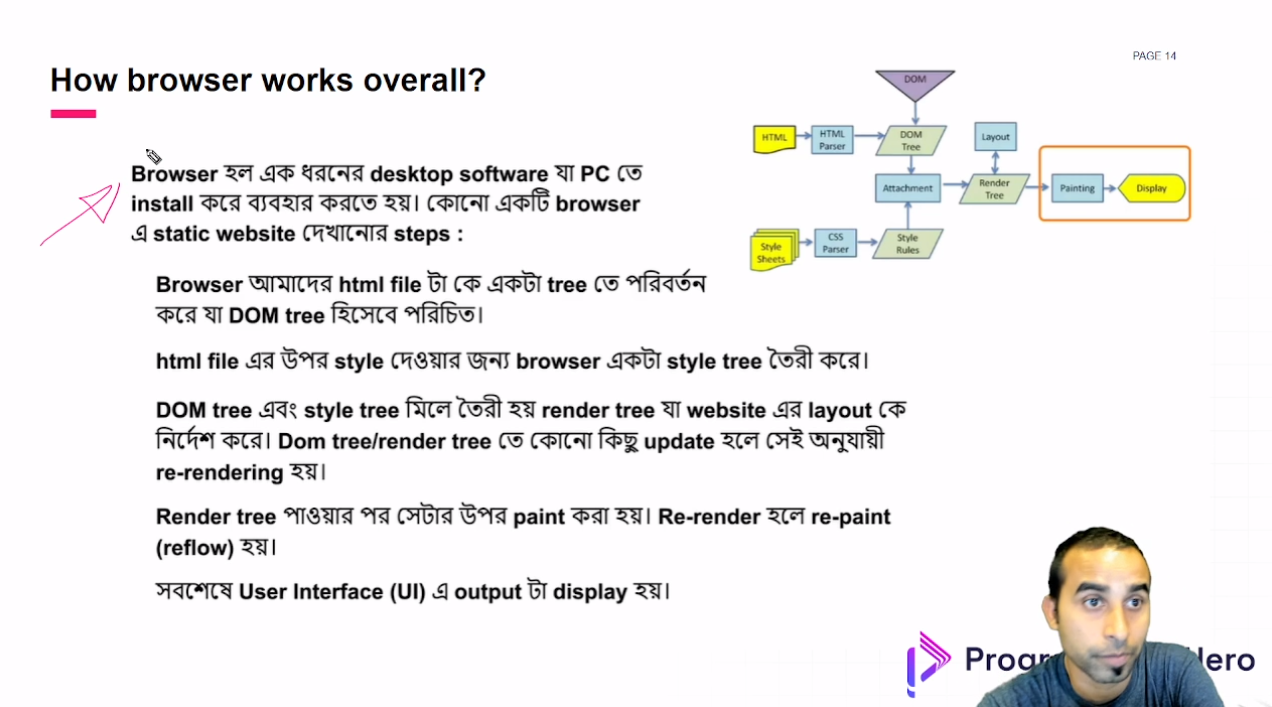 PAGE 14
How browser works overall?
Browser হল এক ধরনের desktop software যা PC তে
install করে ব্যবহার করতে হয়। কোনো একটি browser
এ static website দেখানোর steps :
Browser আমাদের html file টা কে একটা tree তে পরিবর্তন
করে যা DOM tree হিসেবে পরিচিত।
html file এর উপর style দেওয়ার জন্য browser একটা style tree তৈরী করে।
DOM tree এবং style tree মিলে তৈরী হয় render tree যা website এর layout কে
নির্দেশ করে। Dom tree/render tree তে কোনো কিছু update হলে সেই অনুযায়ী
re-rendering হয়।
Render tree পাওয়ার পর সেটার উপর paint করা হয়। Re-render হলে re-paint
(reflow) হয়।
সবশেষে User Interface (UI) এ output টা display হয়।
DOM
HTML
HTML
Parser
DOM
Tree
Layout
Attachment
Render
Tree
Painting
Display
Style
Sheets
CSS
Parser
Style
Rules